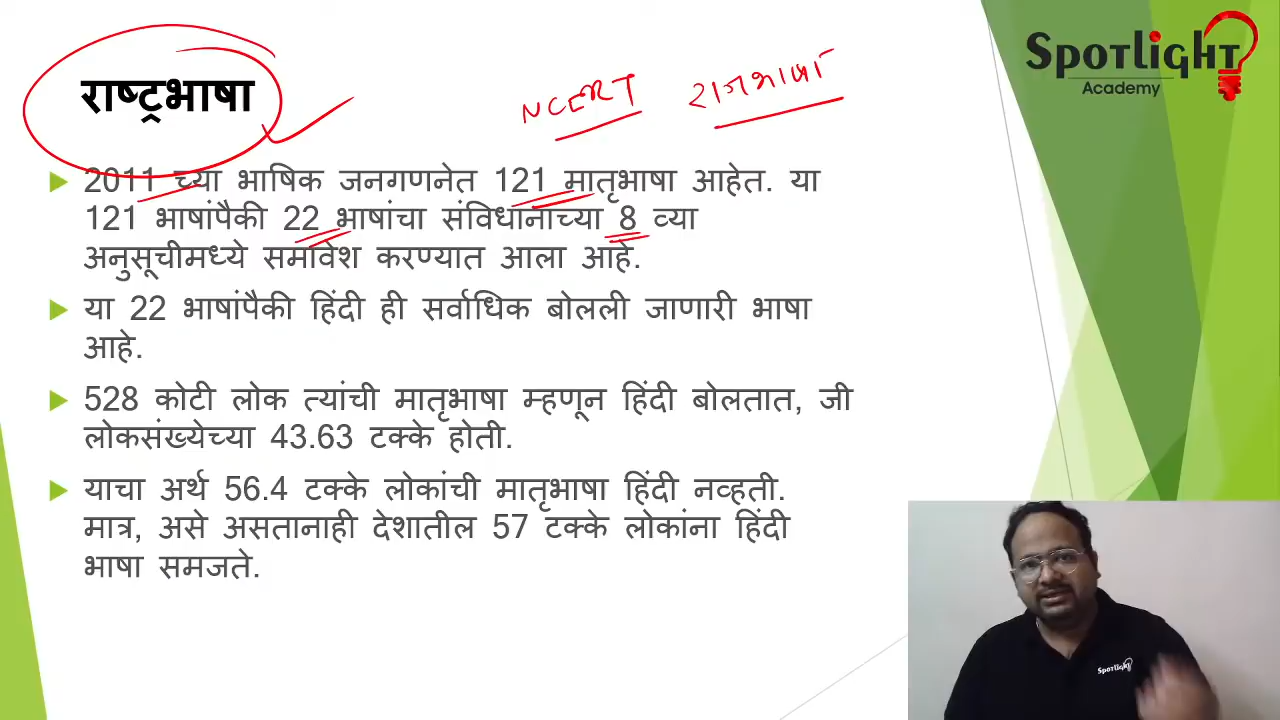 Spotlight
Academy
राष्ट्रभाषा
NCERT राजभाषा
2011 च्या भाषिक जनगणनेत 121 मातृभाषा आहेत. या
121 भाषांपैकी 22 भाषांचा संविधानाच्या 8 व्या
अनुसूचीमध्ये समावेश करण्यात आला आहे.
या 22 भाषांपैकी हिंदी ही सर्वाधिक बोलली जाणारी भाषा
आहे.
528 कोटी लोक त्यांची मातृभाषा म्हणून हिंदी बोलतात, जी
लोकसंख्येच्या 43.63 टक्के होती.
याचा अर्थ 56.4 टक्के लोकांची मातृभाषा हिंदी नव्हती.
मात्र, असे असतानाही देशातील 57 टक्के लोकांना हिंदी
भाषा समजते.
Spotlight